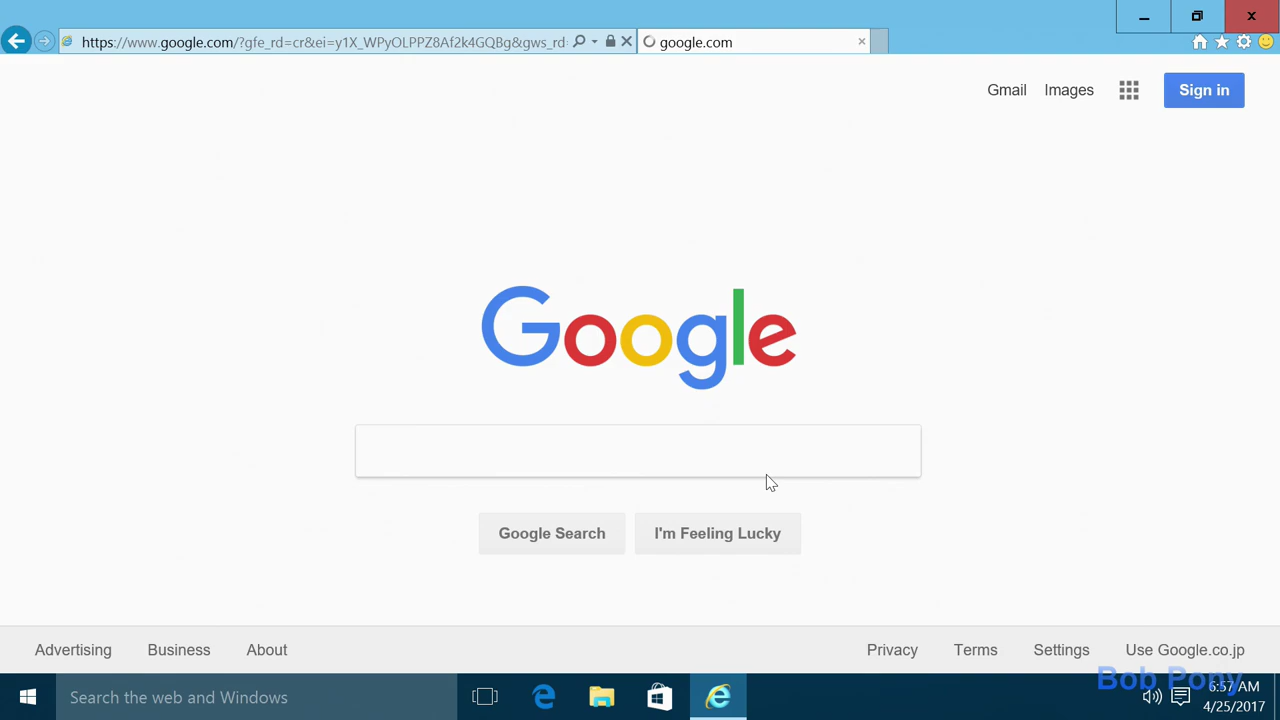 https://www.google.com/?gfe_rd=cr&ei=y1X_WPyOLPPZ8Af2k4GQBg&gws_rd=
google.com
Gmail Images Sign in
Google
Google Search I'm Feeling Lucky
Advertising Business About Privacy Terms Settings Use Google.co.jp
Bob Pony
Search the web and Windows 6:57 AM
4/25/2017